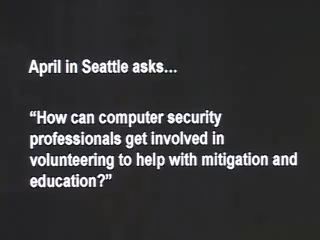 April in Seattle asks...
“How can computer security
professionals get involved in
volunteering to help with mitigation and
education?”